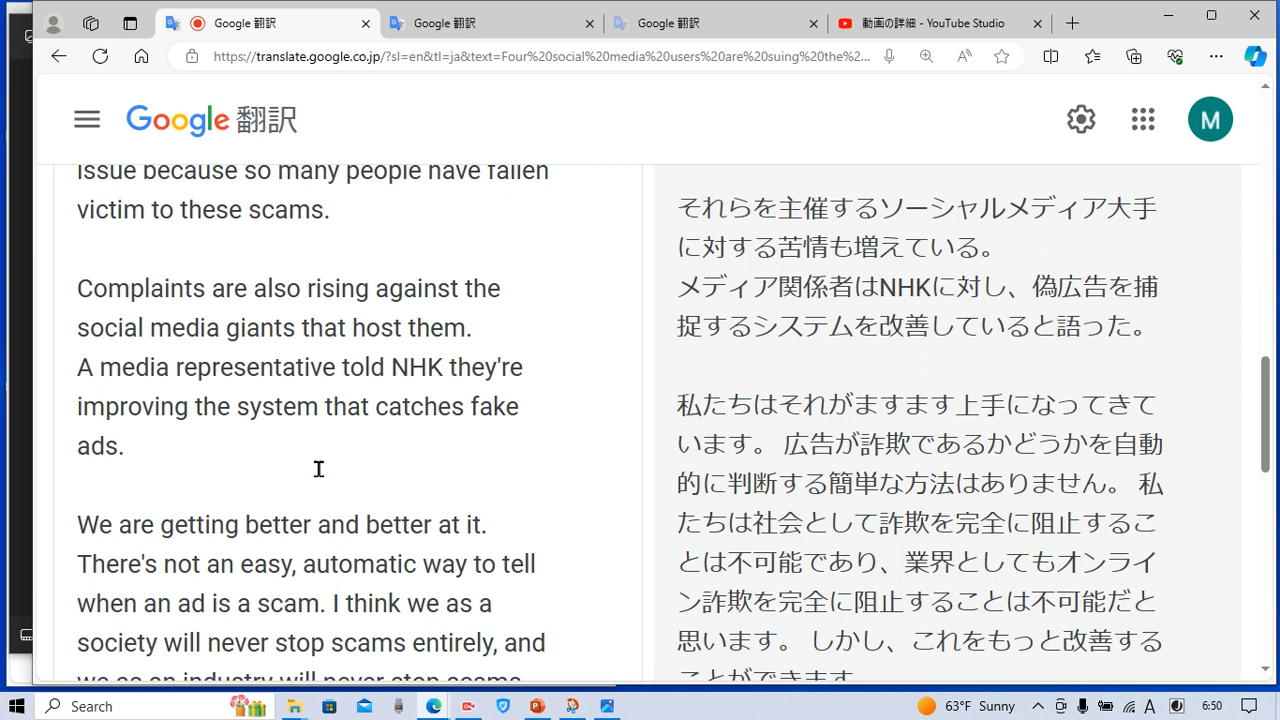 Google 翻訳
Google 翻訳
Google 翻訳
動画の詳細 - YouTube Studio
https://translate.google.co.jp/?sl=en&tl=ja&text=Four%20social%20media%20users%20are%20suing%20the%2...
Google 翻訳
M
issue because so many people have fallen
victim to these scams.
Complaints are also rising against the
social media giants that host them.
A media representative told NHK they're
improving the system that catches fake
ads.
We are getting better and better at it.
There's not an easy, automatic way to tell
when an ad is a scam. I think we as a
society will never stop scams entirely, and
we as an industry will never stop scams
それらを主催するソーシャルメディア大手
に対する苦情も増えている。
メディア関係者はNHKに対し、偽広告を捕
捉するシステムを改善していると語った。
私たちはそれがますます上手になってきて
います。 広告が詐欺であるかどうかを自動
的に判断する簡単な方法はありません。 私
たちは社会として詐欺を完全に阻止するこ
とは不可能であり、業界としてもオンライ
ン詐欺を完全に阻止することは不可能だと
思います。 しかし、これをもっと改善する
ことができます。
Search
63°F Sunny
A
6:50